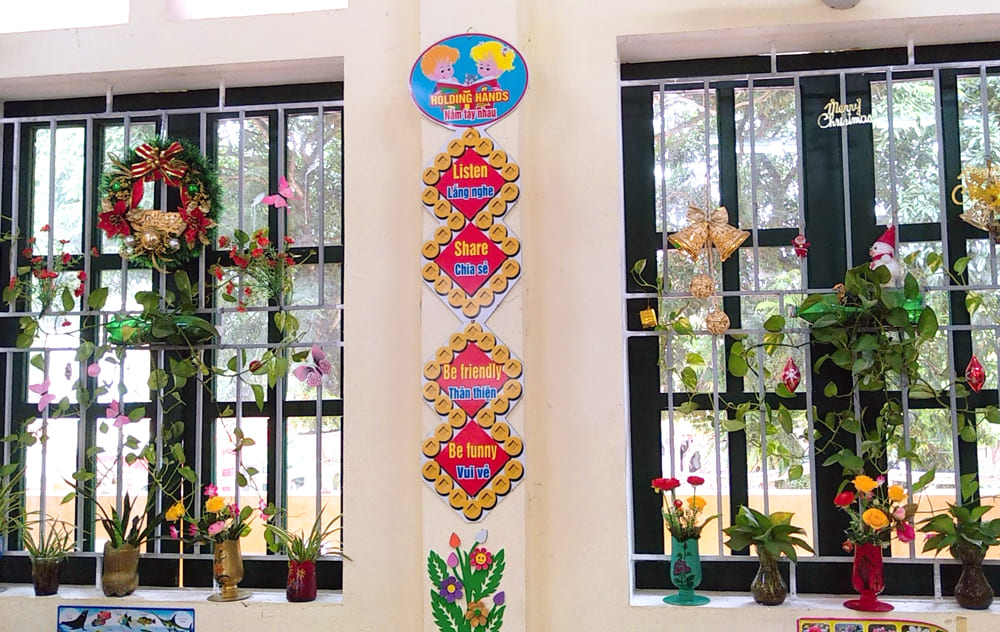 HOLDING HANDS
Nắm tay nhau
Listen
Lắng nghe
Share
Chia sẻ
Be friendly
Thân thiện
Be funny
Vui vẻ
Merry
Christmas